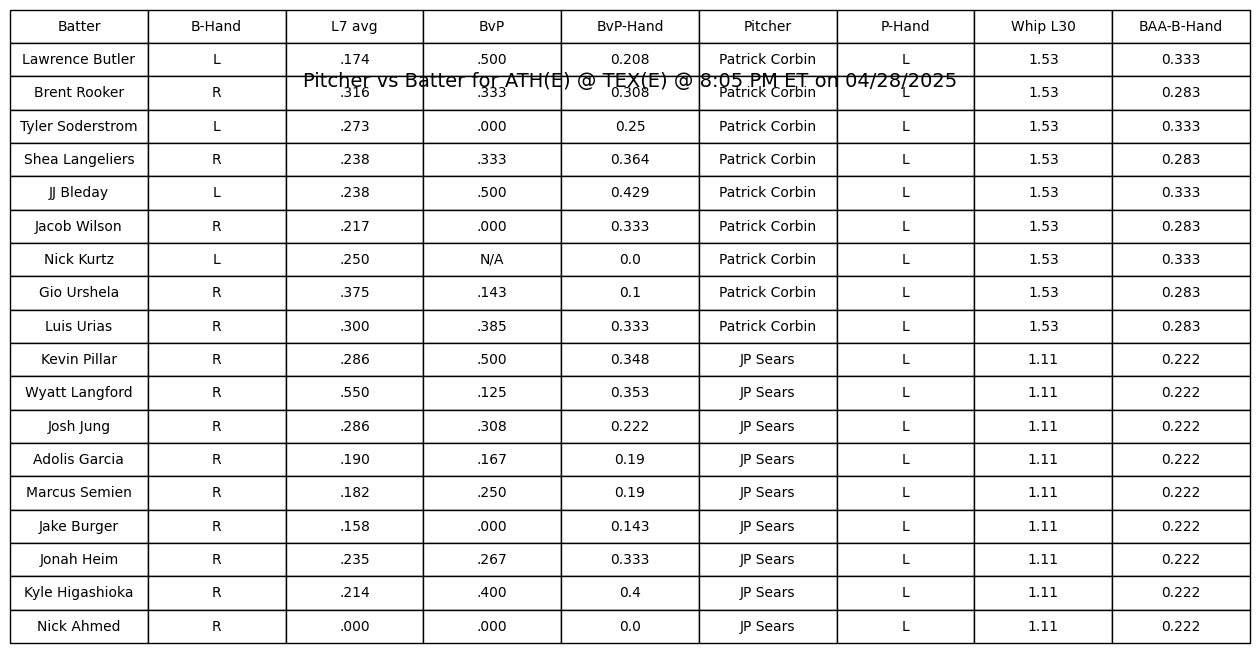 Batter B-Hand L7 avg BvP BvP-Hand Pitcher P-Hand Whip L30 BAA-B-Hand
Lawrence Butler L .174 .500 0.208 Patrick Corbin L 1.53 0.333
Pitcher vs Batter for ATH(E) @ TEX(E) @ 8:05 PM ET on 04/28/2025
Brent Rooker R .316 .333 0.308 Patrick Corbin L 1.53 0.283
Tyler Soderstrom L .273 .000 0.25 Patrick Corbin L 1.53 0.333
Shea Langeliers R .238 .333 0.364 Patrick Corbin L 1.53 0.283
JJ Bleday L .238 .500 0.429 Patrick Corbin L 1.53 0.333
Jacob Wilson R .217 .000 0.333 Patrick Corbin L 1.53 0.283
Nick Kurtz L .250 N/A 0.0 Patrick Corbin L 1.53 0.333
Gio Urshela R .375 .143 0.1 Patrick Corbin L 1.53 0.283
Luis Urias R .300 .385 0.333 Patrick Corbin L 1.53 0.283
Kevin Pillar R .286 .500 0.348 JP Sears L 1.11 0.222
Wyatt Langford R .550 .125 0.353 JP Sears L 1.11 0.222
Josh Jung R .286 .308 0.222 JP Sears L 1.11 0.222
Adolis Garcia R .190 .167 0.19 JP Sears L 1.11 0.222
Marcus Semien R .182 .250 0.19 JP Sears L 1.11 0.222
Jake Burger R .158 .000 0.143 JP Sears L 1.11 0.222
Jonah Heim R .235 .267 0.333 JP Sears L 1.11 0.222
Kyle Higashioka R .214 .400 0.4 JP Sears L 1.11 0.222
Nick Ahmed R .000 .000 0.0 JP Sears L 1.11 0.222